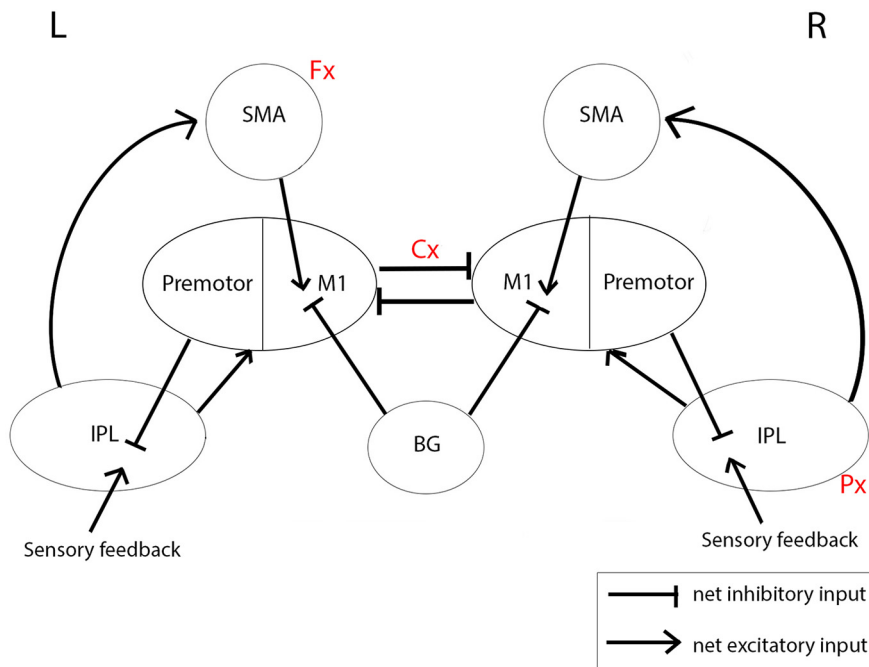 L
R
Fx
SMA
SMA
Cx
Premotor
M1
M1
Premotor
IPL
BG
IPL
Px
Sensory feedback
Sensory feedback
net inhibitory input
net excitatory input